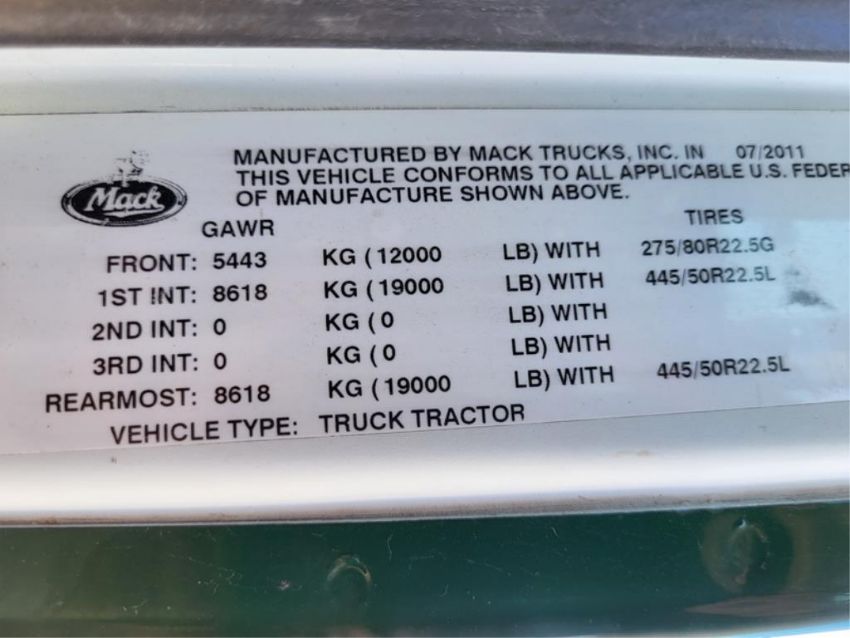 MANUFACTURED BY MACK TRUCKS, INC. IN 07/2011
THIS VEHICLE CONFORMS TO ALL APPLICABLE U.S. FEDER
OF MANUFACTURE SHOWN ABOVE.
Mack
GAWR TIRES
FRONT: 5443 KG ( 12000 LB) WITH 275/80R22.5G
1ST INT: 8618 KG ( 19000 LB) WITH 445/50R22.5L
2ND INT: 0 KG ( 0 LB) WITH
3RD INT: 0 KG ( 0 LB) WITH
REARMOST: 8618 KG ( 19000 LB) WITH 445/50R22.5L
VEHICLE TYPE: TRUCK TRACTOR